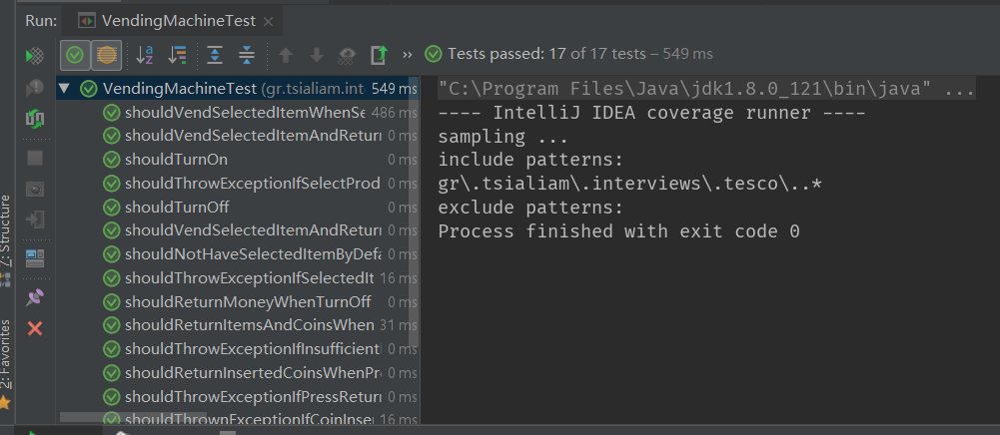 Run: VendingMachineTest
» Tests passed: 17 of 17 tests – 549 ms
VendingMachineTest (gr.tsialiam.int 549 ms
shouldVendSelectedItemWhenSe 486 ms
shouldVendSelectedItemAndReturn 0 ms
shouldTurnOn 0 ms
shouldThrowExceptionIfSelectProd 0 ms
shouldTurnOff 0 ms
shouldVendSelectedItemAndReturn 0 ms
shouldNotHaveSelectedItemByDefa 0 ms
shouldThrowExceptionIfSelectedIt 16 ms
shouldReturnMoneyWhenTurnOff 0 ms
shouldReturnItemsAndCoinsWhen 31 ms
shouldThrowExceptionIfInsufficient 0 ms
shouldReturnInsertedCoinsWhenPr 0 ms
shouldThrowExceptionIfPressRetur 0 ms
shouldThrownExceptionIfCoinInser 16 ms
"C:\Program Files\Java\jdk1.8.0_121\bin\java" ...
---- IntelliJ IDEA coverage runner ----
sampling ...
include patterns:
gr\.tsialiam\.interviews\.tesco\..*
exclude patterns:
Process finished with exit code 0
Z: Structure
2: Favorites